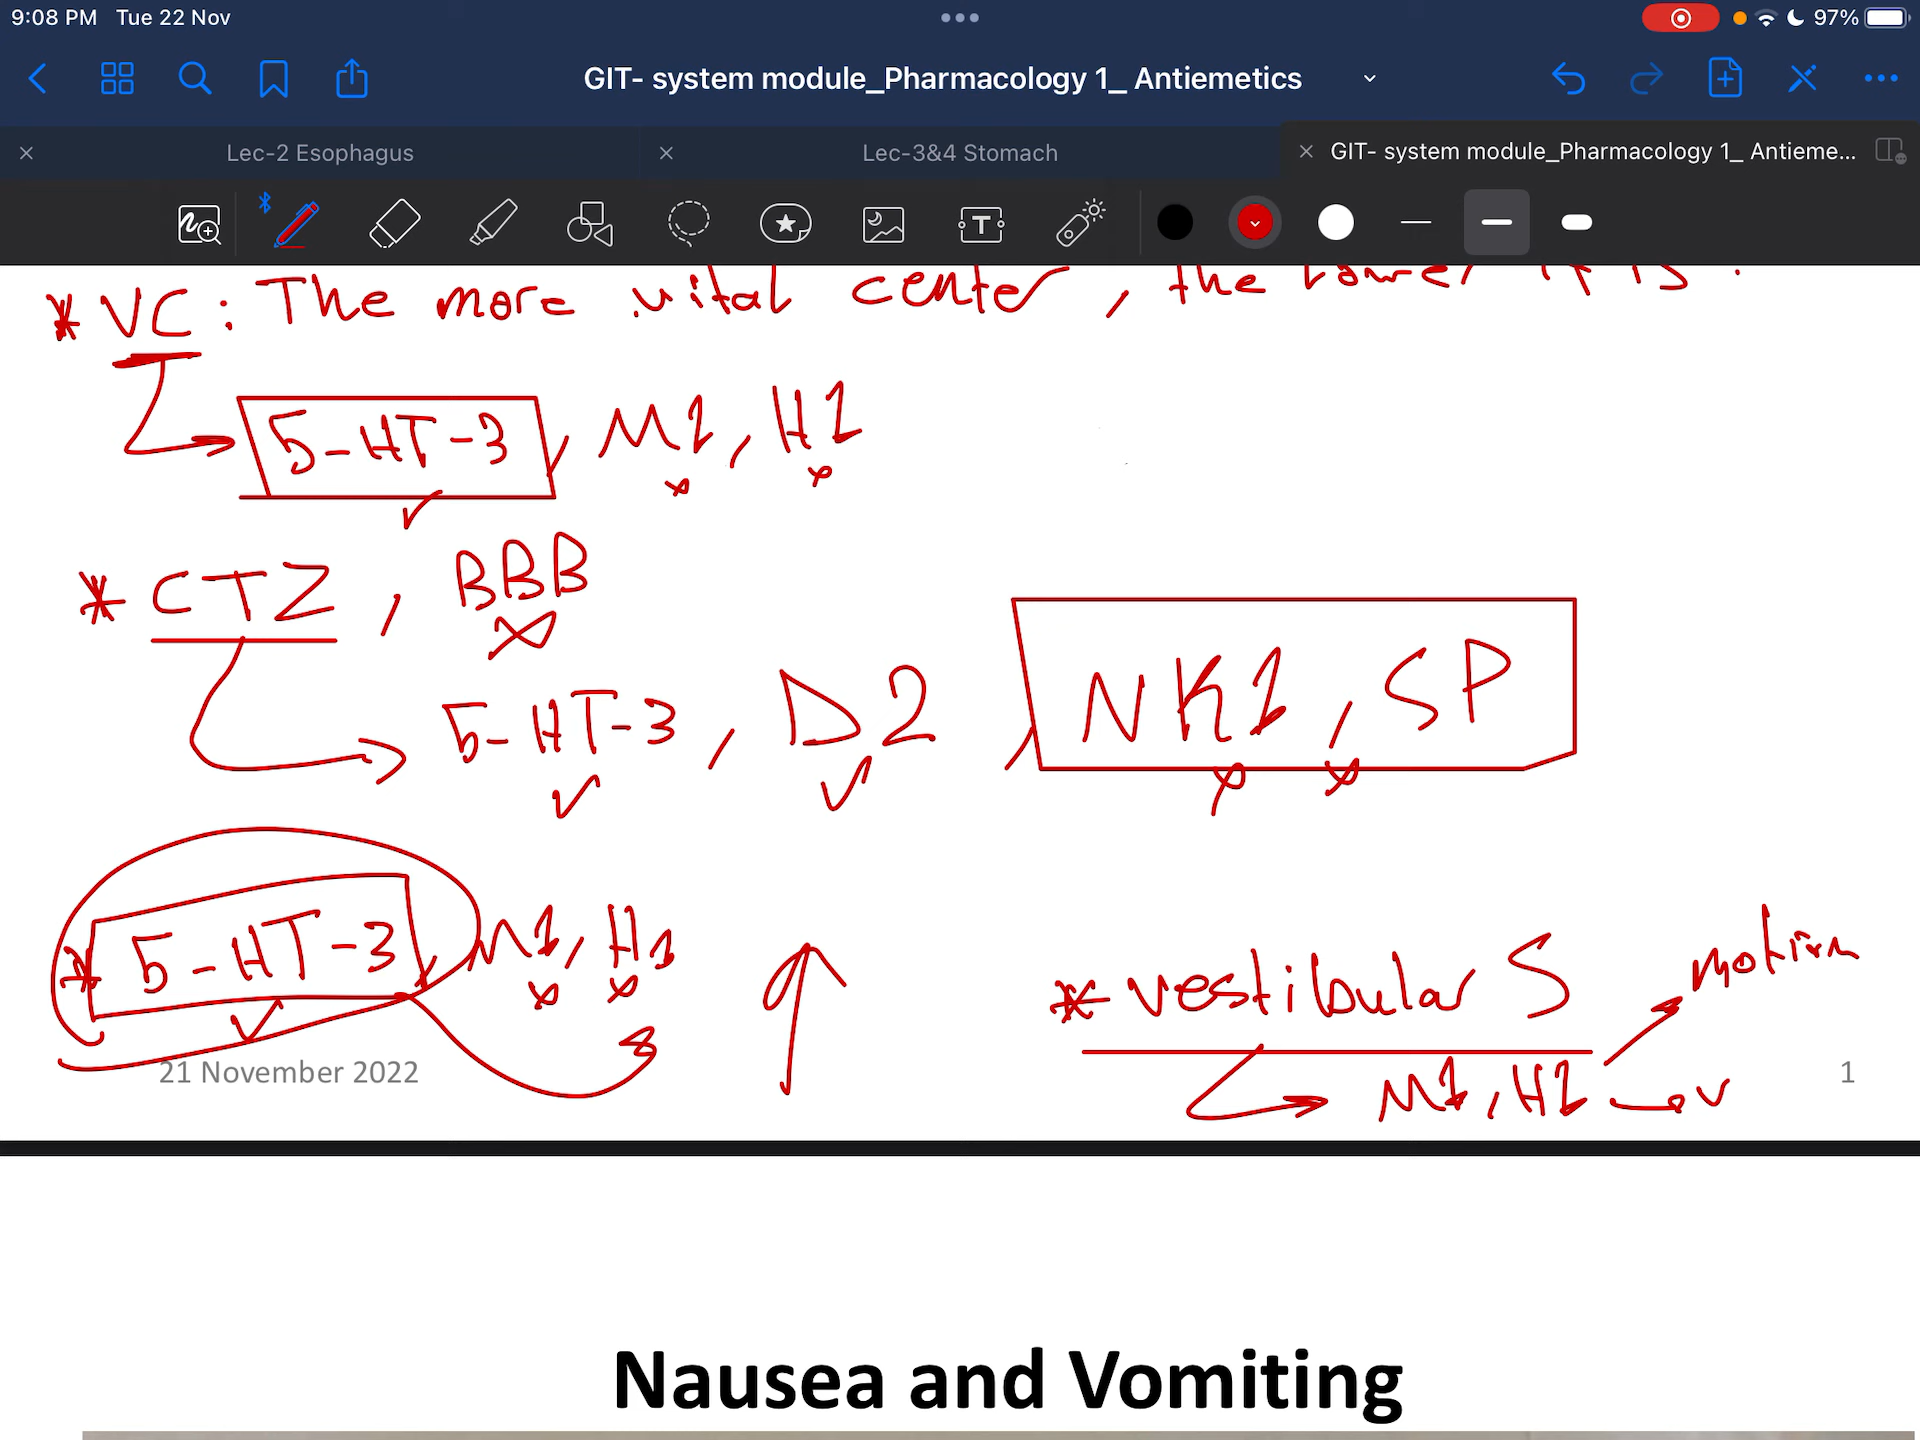 9:08 PM Tue 22 Nov 97%
GIT- system module_Pharmacology 1_ Antiemetics
Lec-2 Esophagus Lec-3&4 Stomach GIT- system module_Pharmacology 1_ Antieme...
* VC : The more vital center , the lower it is .
5-HT-3 , M1 , H1
* CTZ , BBB
5-HT-3 , D2 , NK1 , SP
* 5-HT-3 , M1 , H1
* vestibular S motion
M1 , H1
21 November 2022 1
Nausea and Vomiting